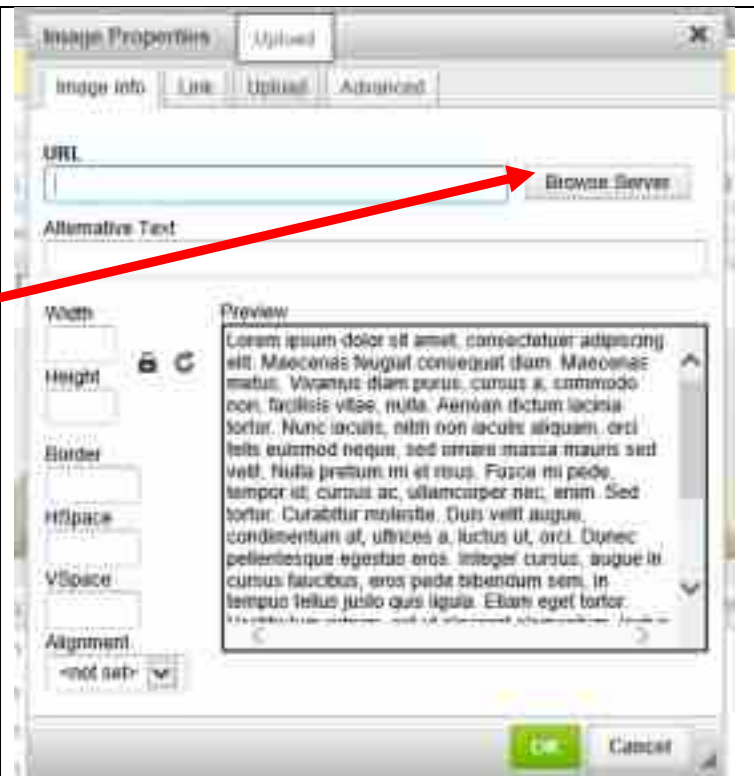 Image Properties Upload
Image Info Link Upload Advanced
URL
Browse Server
Alternative Text
Width
Preview
Height
Border
HSpace
VSpace
Alignment
<not set>
Lorem ipsum dolor sit amet, consectetuer adipiscing
elit. Maecenas feugiat consequat diam. Maecenas
metus. Vivamus diam purus, cursus a, commodo
non, facilisis vitae, nulla. Aenean dictum lacinia
tortor. Nunc iaculis, nibh non iaculis aliquam, orci
felis euismod neque, sed ornare massa mauris sed
velit. Nulla pretium mi et risus. Fusce mi pede,
tempor id, cursus ac, ullamcorper nec, enim. Sed
tortor. Curabitur molestie. Duis velit augue,
condimentum at, ultrices a, luctus ut, orci. Donec
pellentesque egestas eros. Integer cursus, augue in
cursus faucibus, eros pede bibendum sem, in
tempus tellus justo quis ligula. Etiam eget tortor.
OK Cancel